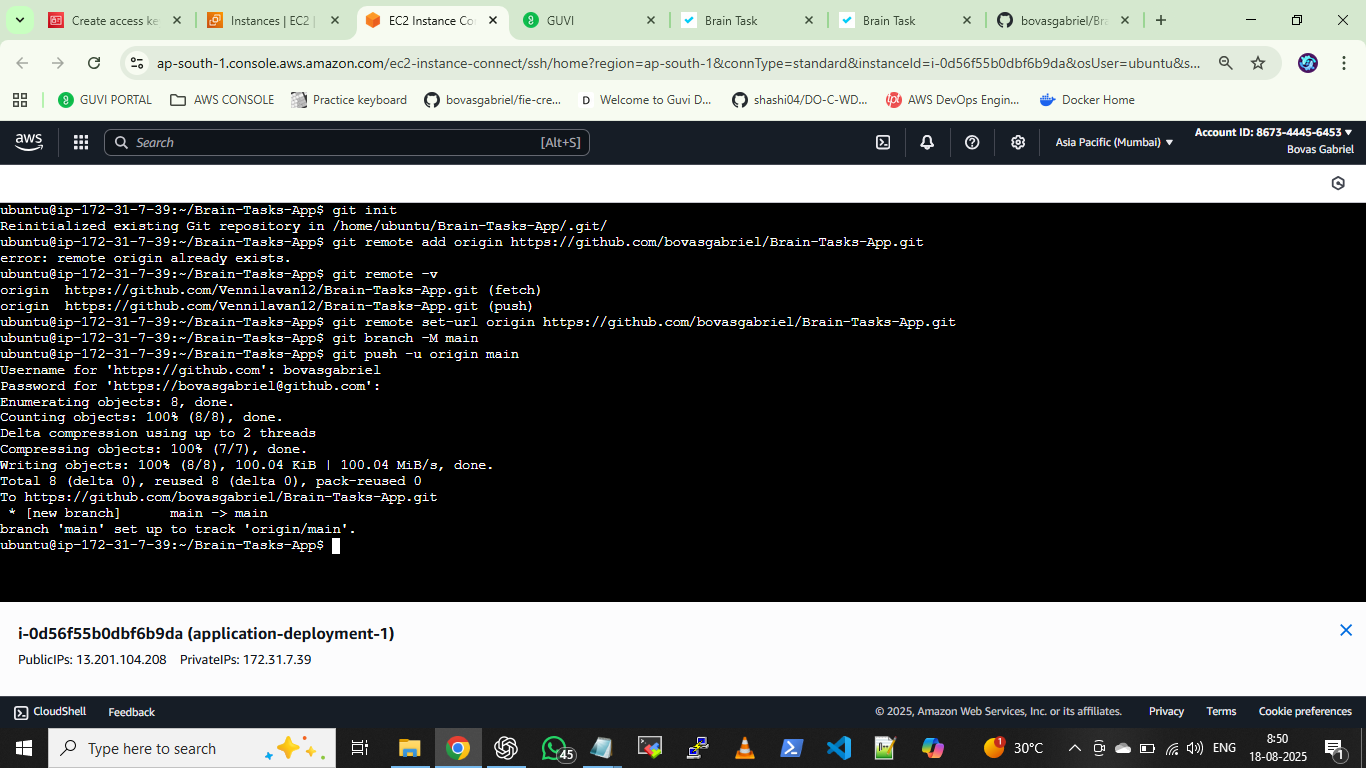 Create access ke
Instances | EC2 |
EC2 Instance Co
GUVI
Brain Task
Brain Task
bovasgabriel/Bra
ap-south-1.console.aws.amazon.com/ec2-instance-connect/ssh/home?region=ap-south-1&connType=standard&instanceId=i-0d56f55b0dbf6b9da&osUser=ubuntu&s...
GUVI PORTAL
AWS CONSOLE
Practice keyboard
bovasgabriel/fie-cre...
Welcome to Guvi D...
shashi04/DO-C-WD...
AWS DevOps Engin...
Docker Home
aws
Search
[Alt+S]
Asia Pacific (Mumbai)
Account ID: 8673-4445-6453
Bovas Gabriel
ubuntu@ip-172-31-7-39:~/Brain-Tasks-App$ git init
Reinitialized existing Git repository in /home/ubuntu/Brain-Tasks-App/.git/
ubuntu@ip-172-31-7-39:~/Brain-Tasks-App$ git remote add origin https://github.com/bovasgabriel/Brain-Tasks-App.git
error: remote origin already exists.
ubuntu@ip-172-31-7-39:~/Brain-Tasks-App$ git remote -v
origin  https://github.com/Vennilavan12/Brain-Tasks-App.git (fetch)
origin  https://github.com/Vennilavan12/Brain-Tasks-App.git (push)
ubuntu@ip-172-31-7-39:~/Brain-Tasks-App$ git remote set-url origin https://github.com/bovasgabriel/Brain-Tasks-App.git
ubuntu@ip-172-31-7-39:~/Brain-Tasks-App$ git branch -M main
ubuntu@ip-172-31-7-39:~/Brain-Tasks-App$ git push -u origin main
Username for 'https://github.com': bovasgabriel
Password for 'https://bovasgabriel@github.com':
Enumerating objects: 8, done.
Counting objects: 100% (8/8), done.
Delta compression using up to 2 threads
Compressing objects: 100% (7/7), done.
Writing objects: 100% (8/8), 100.04 KiB | 100.04 MiB/s, done.
Total 8 (delta 0), reused 8 (delta 0), pack-reused 0
To https://github.com/bovasgabriel/Brain-Tasks-App.git
 * [new branch]      main -> main
branch 'main' set up to track 'origin/main'.
ubuntu@ip-172-31-7-39:~/Brain-Tasks-App$
i-0d56f55b0dbf6b9da (application-deployment-1)
PublicIPs: 13.201.104.208    PrivateIPs: 172.31.7.39
CloudShell
Feedback
© 2025, Amazon Web Services, Inc. or its affiliates.
Privacy
Terms
Cookie preferences
Type here to search
45
1
30°C
ENG
8:50
18-08-2025
1